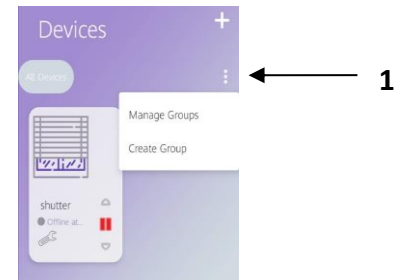 Devices
+
All Devices
1
Manage Groups
Create Group
shutter
Offline at...